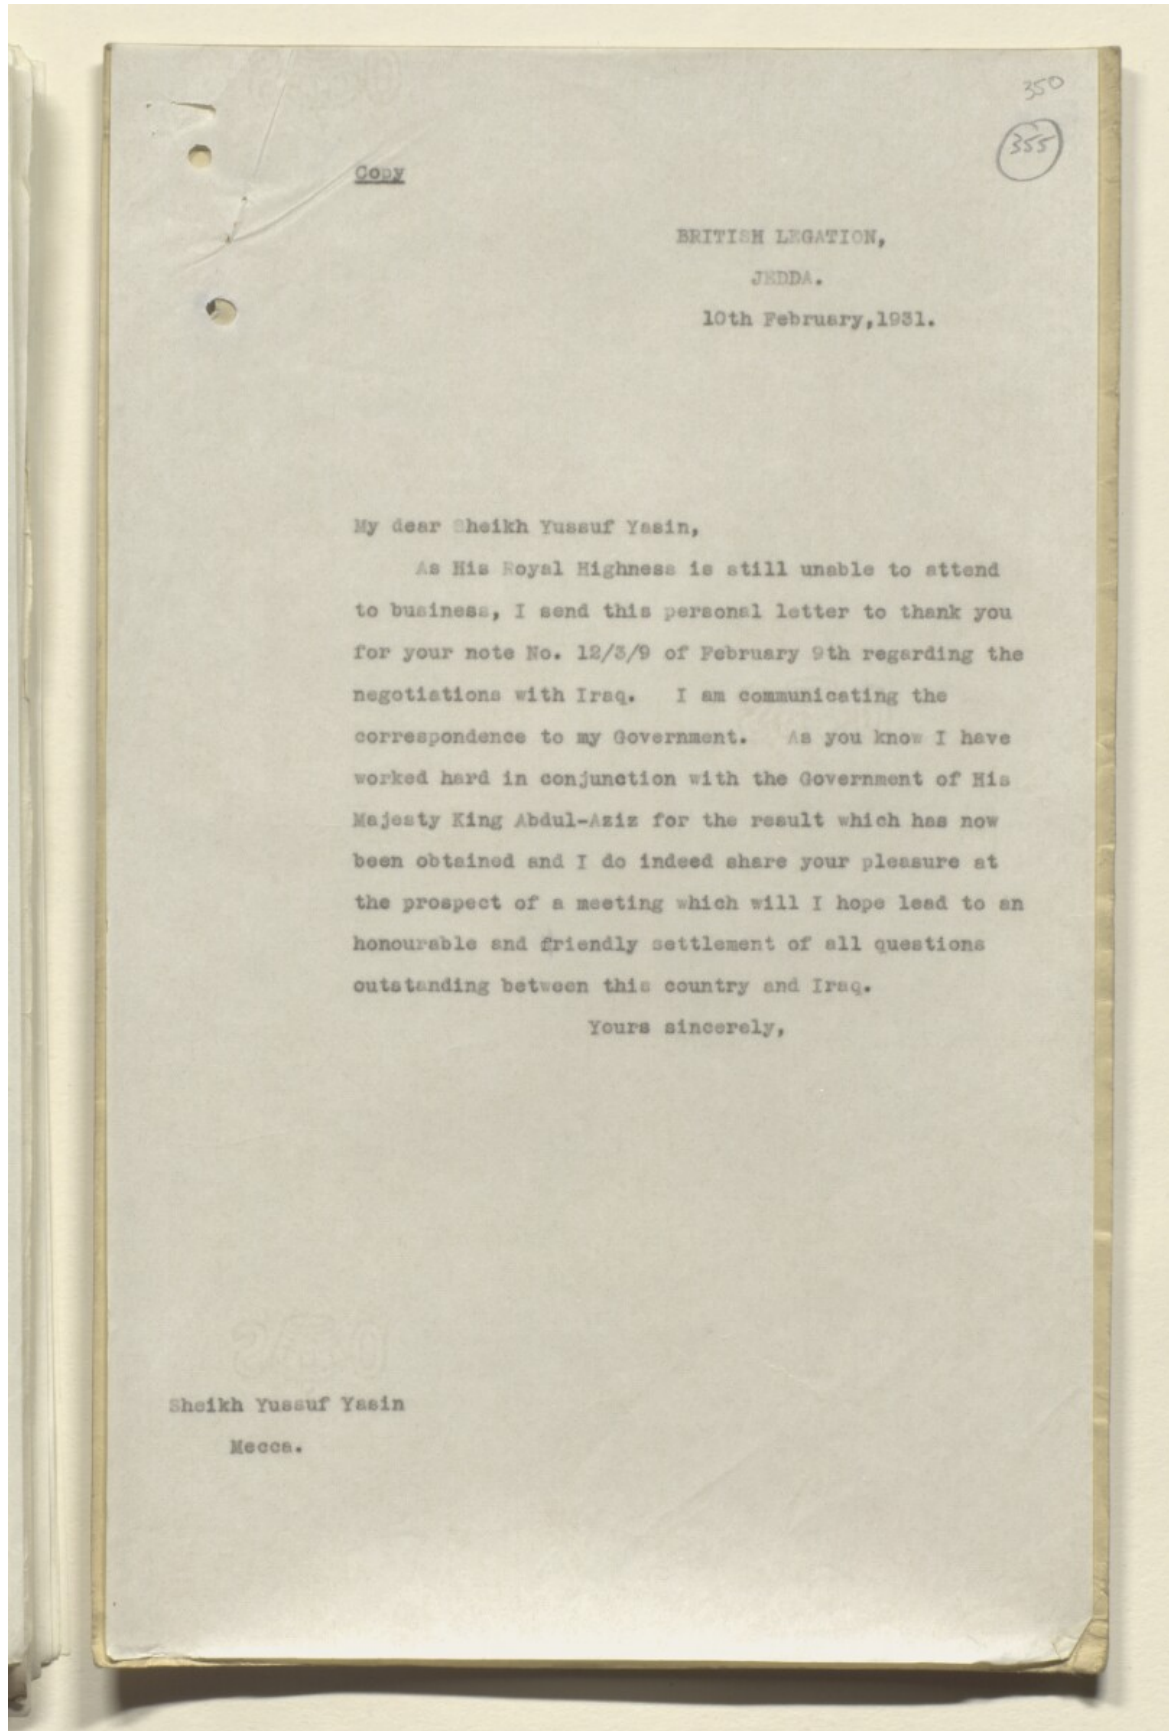 350
355
Copy
BRITISH LEGATION,
JEDDA.
10th February,1931.
My dear Sheikh Yussuf Yasin,
As His Royal Highness is still unable to attend
to business, I send this personal letter to thank you
for your note No. 12/3/9 of February 9th regarding the
negotiations with Iraq. I am communicating the
correspondence to my Government. As you know I have
worked hard in conjunction with the Government of His
Majesty King Abdul-Aziz for the result which has now
been obtained and I do indeed share your pleasure at
the prospect of a meeting which will I hope lead to an
honourable and friendly settlement of all questions
outstanding between this country and Iraq.
Yours sincerely,
Sheikh Yussuf Yasin
Mecca.